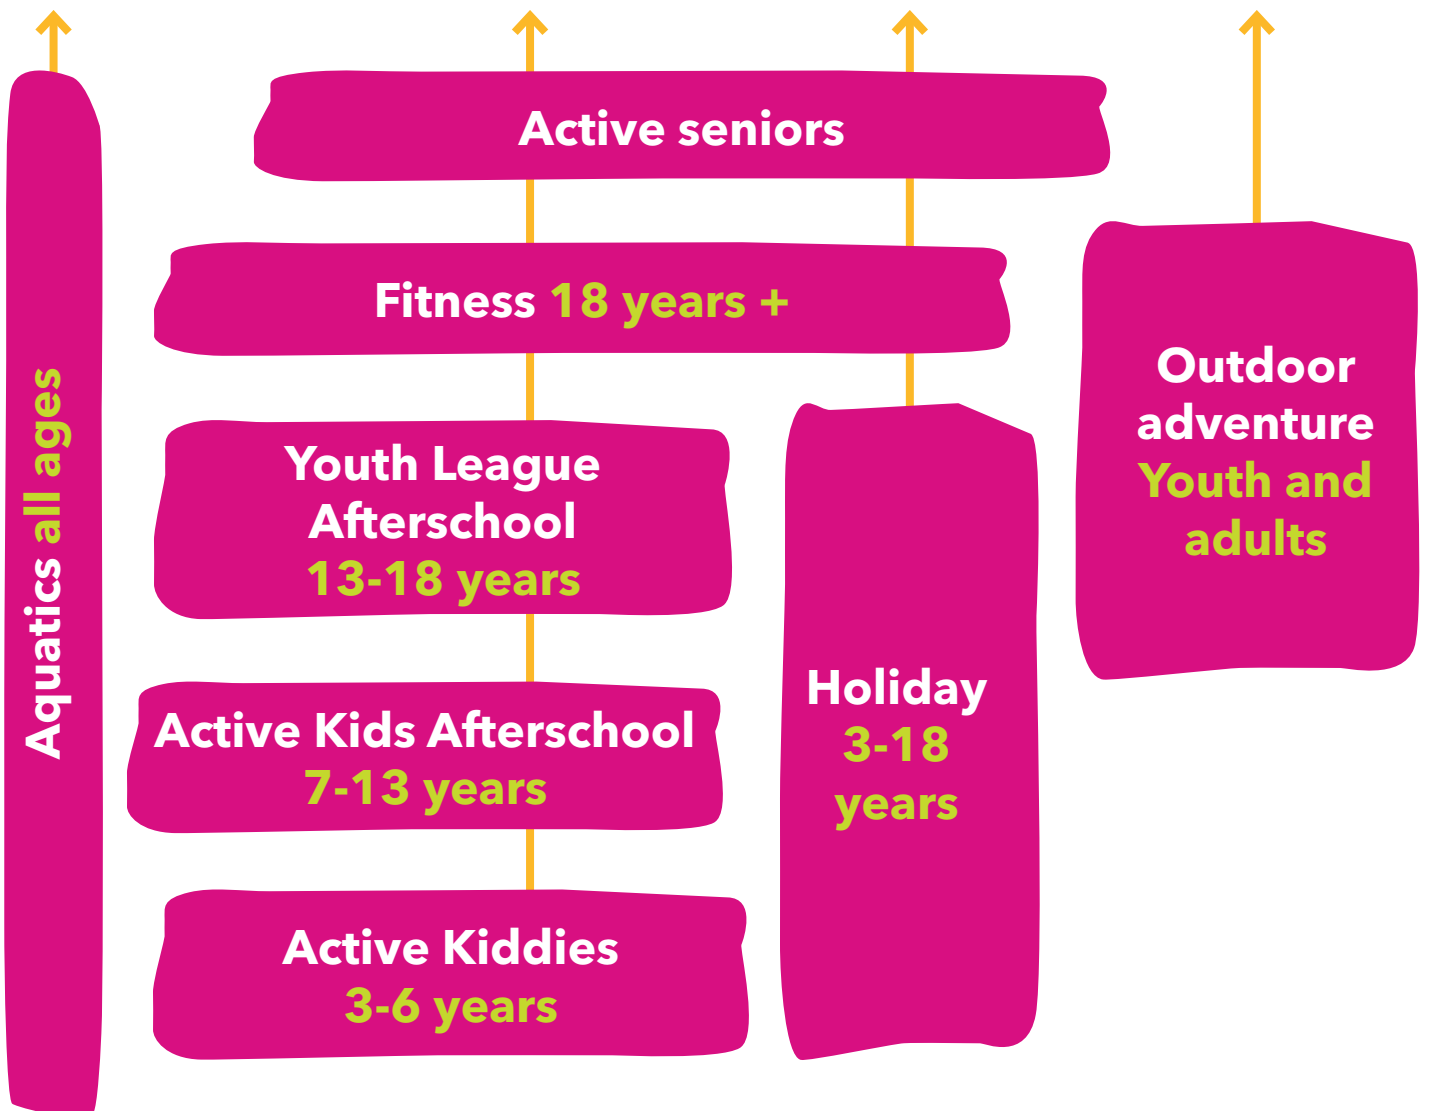 Aquatics all ages
Active seniors
Fitness 18 years +
Youth League
Afterschool
13-18 years
Active Kids Afterschool
7-13 years
Active Kiddies
3-6 years
Holiday
3-18
years
Outdoor
adventure
Youth and
adults